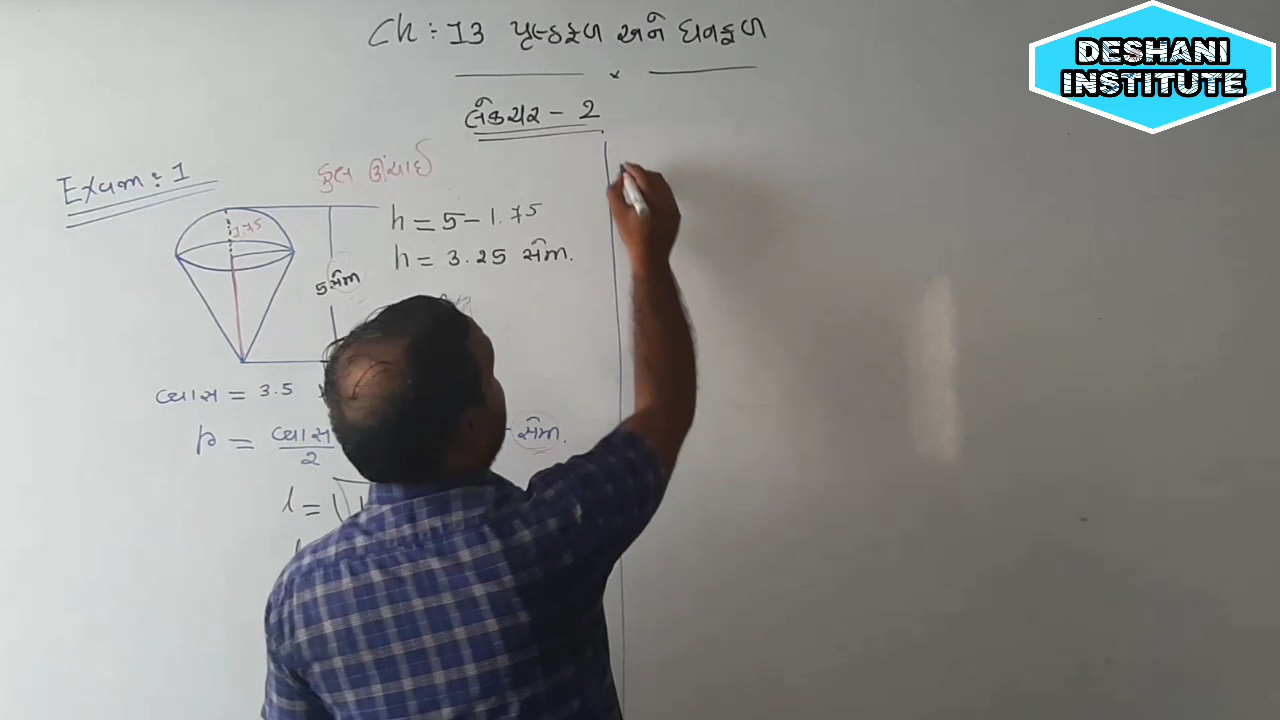 Ch : 13 પૃષ્ઠફળ અને ઘનફળ
x
DESHANI
INSTITUTE
લેક્ચર - 2
Exam : 1
કુલ ઊંચાઈ
1.75
h = 5 - 1.75
h = 3.25 સેમી.
5 સેમી
વ્યાસ = 3.5
r = વ્યાસ / 2
સેમી.
l =